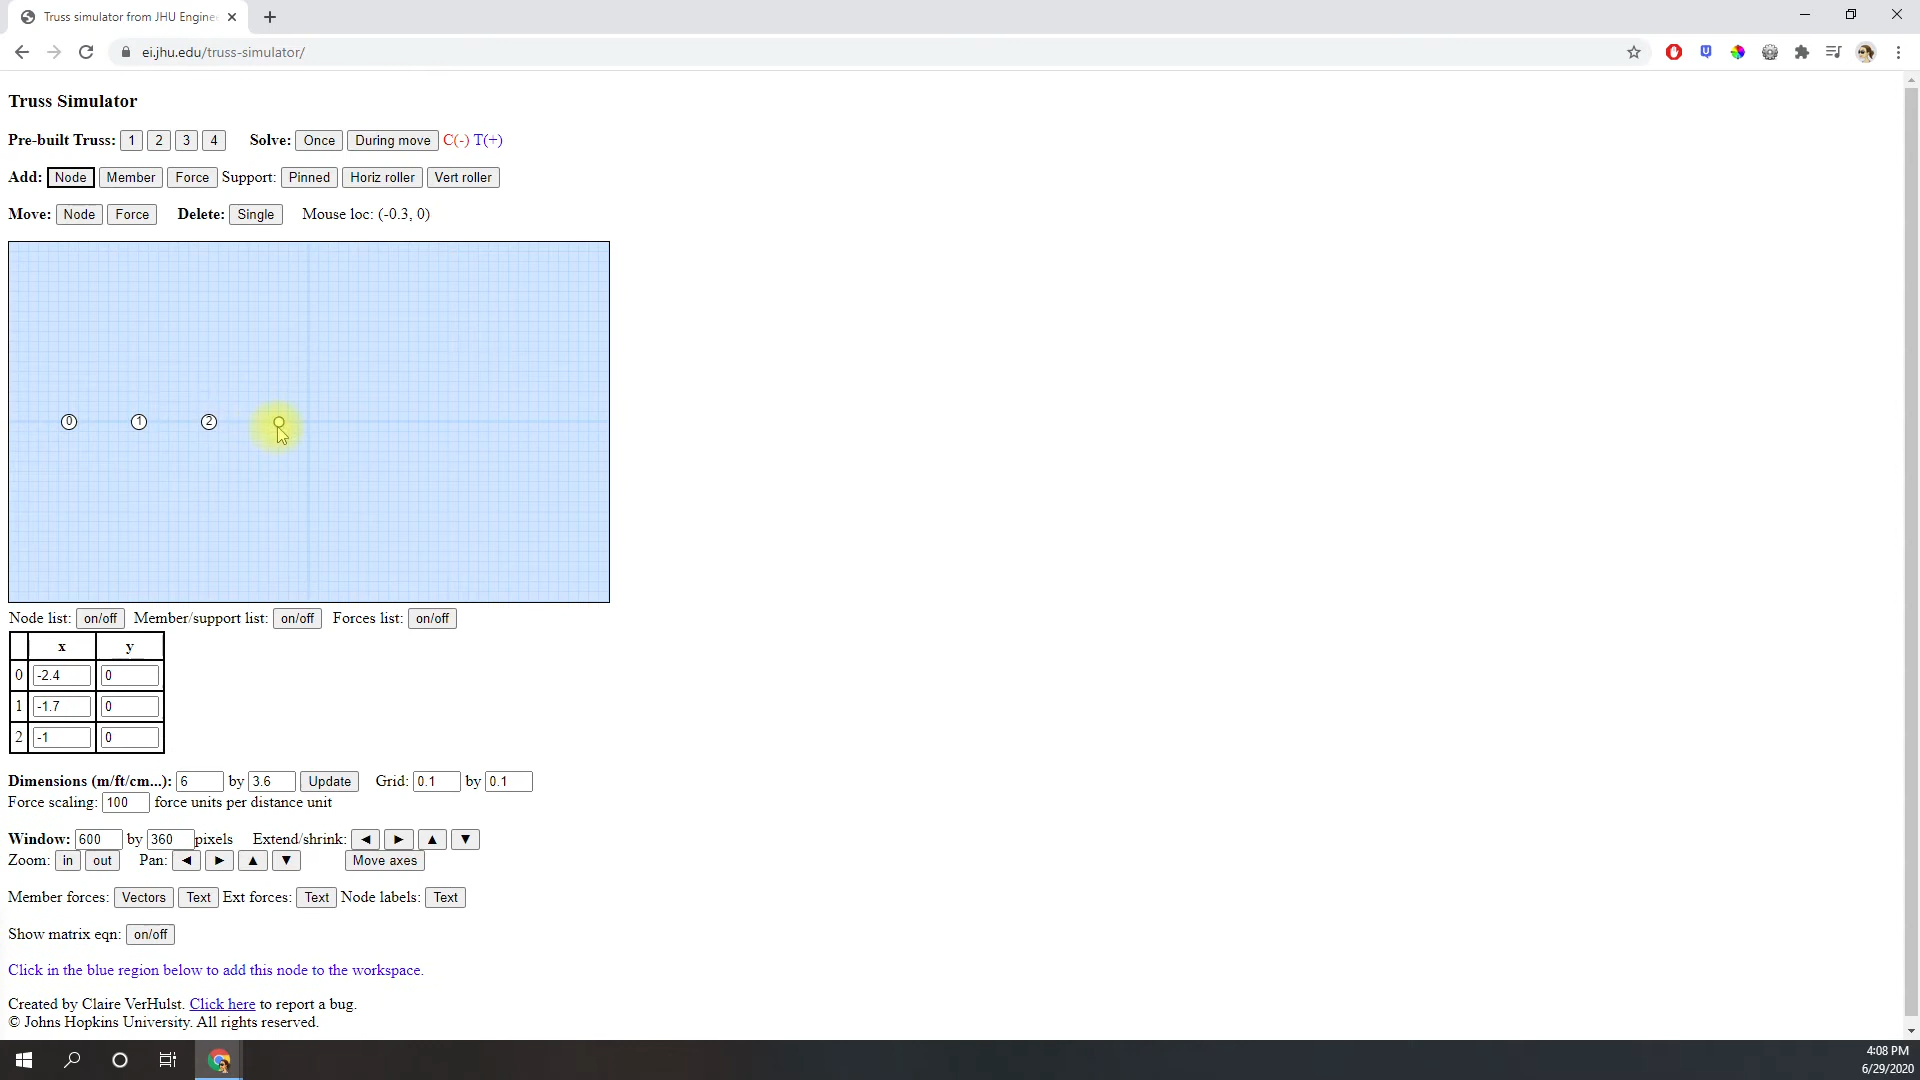 Truss simulator from JHU Engine
ei.jhu.edu/truss-simulator/
Truss Simulator
Pre-built Truss: 1 2 3 4 Solve: Once During move C(-) T(+)
Add: Node Member Force Support: Pinned Horiz roller Vert roller
Move: Node Force Delete: Single Mouse loc: (-0.3, 0)
0 1 2
Node list: on/off Member/support list: on/off Forces list: on/off
x y
0 -2.4 0
1 -1.7 0
2 -1 0
Dimensions (m/ft/cm...): 6 by 3.6 Update Grid: 0.1 by 0.1
Force scaling: 100 force units per distance unit
Window: 600 by 360 pixels Extend/shrink: ◄ ► ▲ ▼
Zoom: in out Pan: ◄ ► ▲ ▼ Move axes
Member forces: Vectors Text Ext forces: Text Node labels: Text
Show matrix eqn: on/off
Click in the blue region below to add this node to the workspace.
Created by Claire VerHulst. Click here to report a bug.
© Johns Hopkins University. All rights reserved.
4:08 PM
6/29/2020